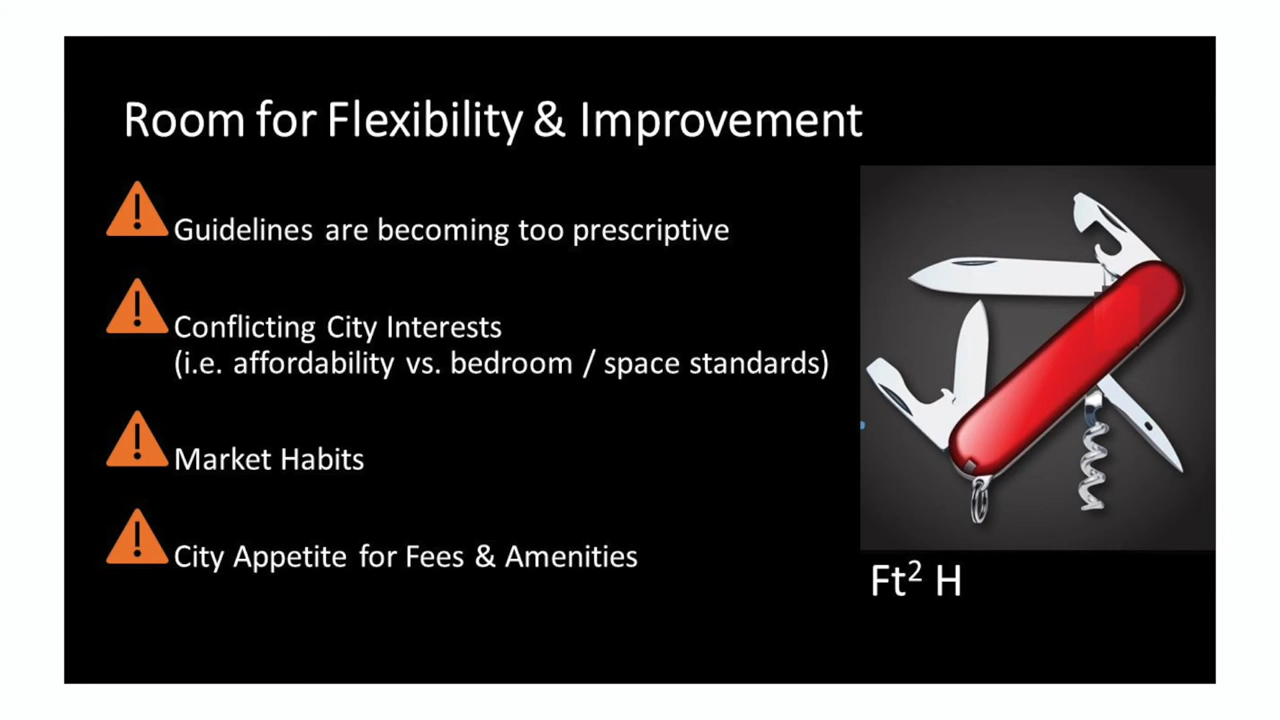 Room for Flexibility & Improvement
Guidelines are becoming too prescriptive
Conflicting City Interests
(i.e. affordability vs. bedroom / space standards)
Market Habits
City Appetite for Fees & Amenities
Ft² H